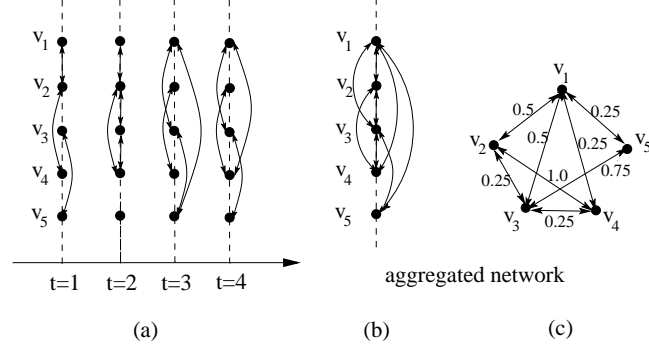 v1
v2
v3
v4
v5
t=1
t=2
t=3
t=4
(a)
v1
v2
v3
v4
v5
(b)
v1
0.5
0.25
0.5
0.25
v2
v5
1.0
0.25
0.75
v3
0.25
v4
aggregated network
(c)